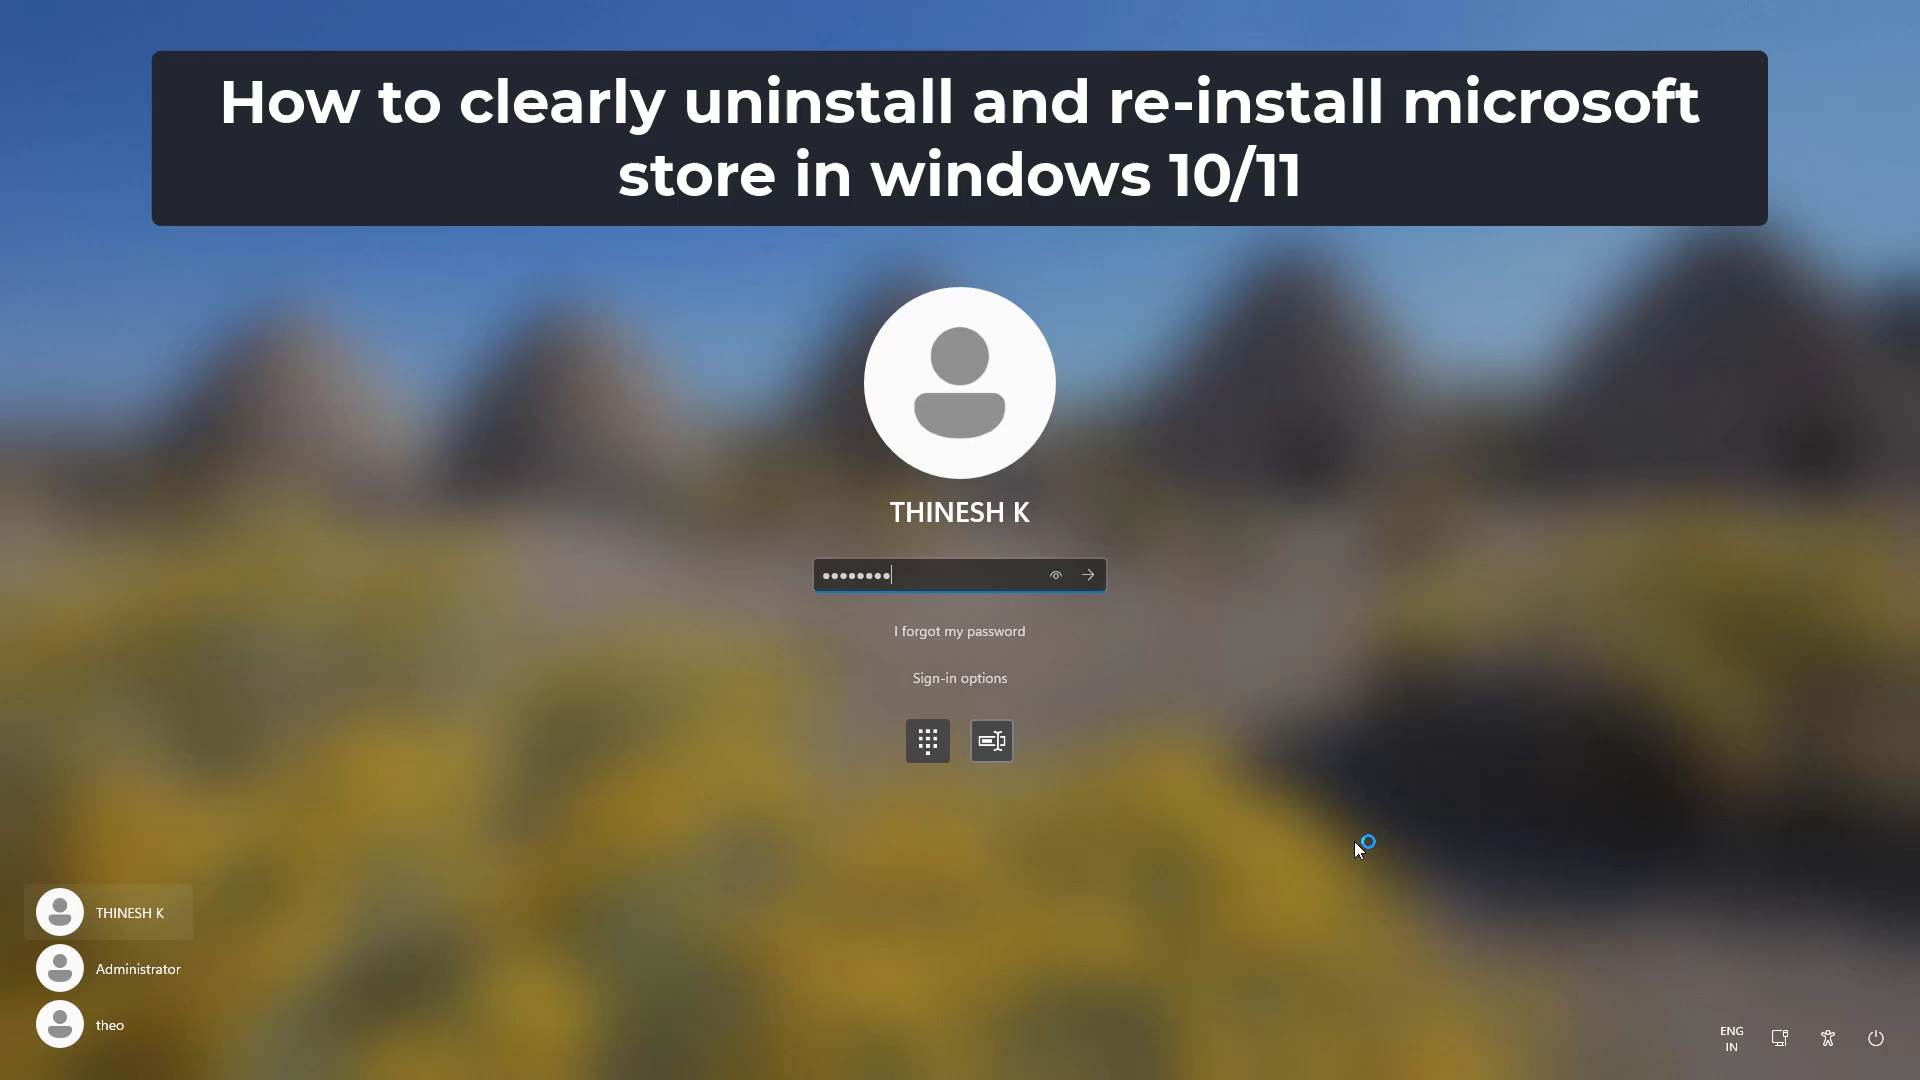 How to clearly uninstall and re-install microsoft
store in windows 10/11
THINESH K
I forgot my password
Sign-in options
THINESH K
Administrator
theo
ENG
IN